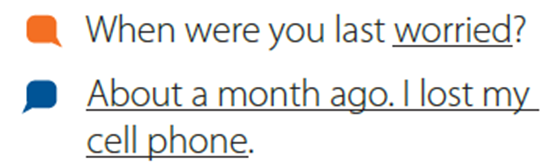 When were you last worried?
About a month ago. I lost my
cell phone.